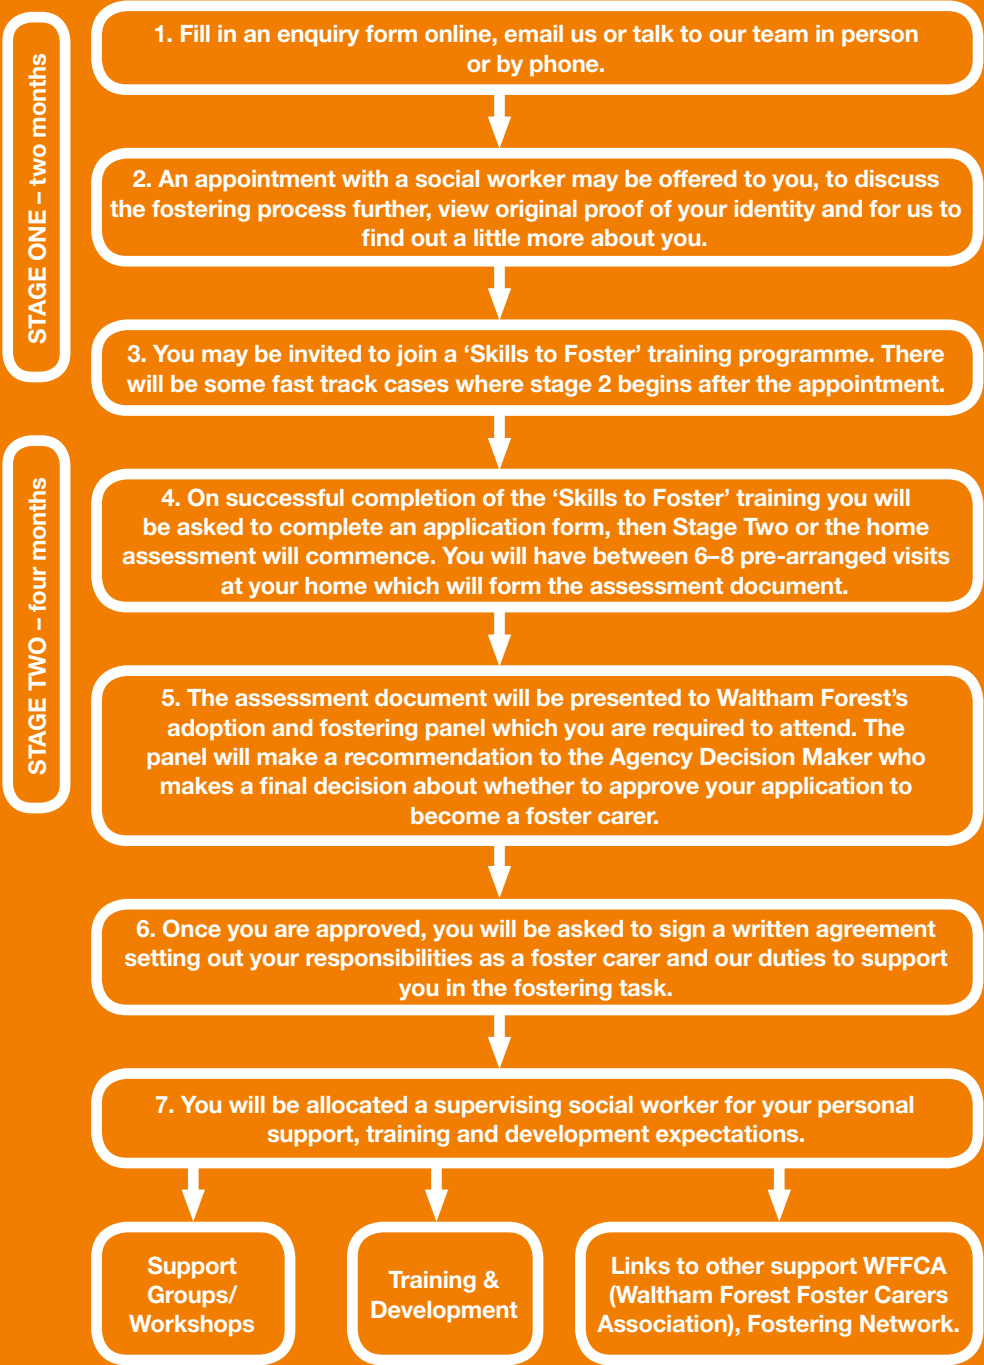 STAGE ONE – two months
1. Fill in an enquiry form online, email us or talk to our team in person
or by phone.
2. An appointment with a social worker may be offered to you, to discuss
the fostering process further, view original proof of your identity and for us to
find out a little more about you.
3. You may be invited to join a ‘Skills to Foster’ training programme. There
will be some fast track cases where stage 2 begins after the appointment.
STAGE TWO – four months
4. On successful completion of the ‘Skills to Foster’ training you will
be asked to complete an application form, then Stage Two or the home
assessment will commence. You will have between 6–8 pre-arranged visits
at your home which will form the assessment document.
5. The assessment document will be presented to Waltham Forest’s
adoption and fostering panel which you are required to attend. The
panel will make a recommendation to the Agency Decision Maker who
makes a final decision about whether to approve your application to
become a foster carer.
6. Once you are approved, you will be asked to sign a written agreement
setting out your responsibilities as a foster carer and our duties to support
you in the fostering task.
7. You will be allocated a supervising social worker for your personal
support, training and development expectations.
Support
Groups/
Workshops
Training &
Development
Links to other support WFFCA
(Waltham Forest Foster Carers
Association), Fostering Network.